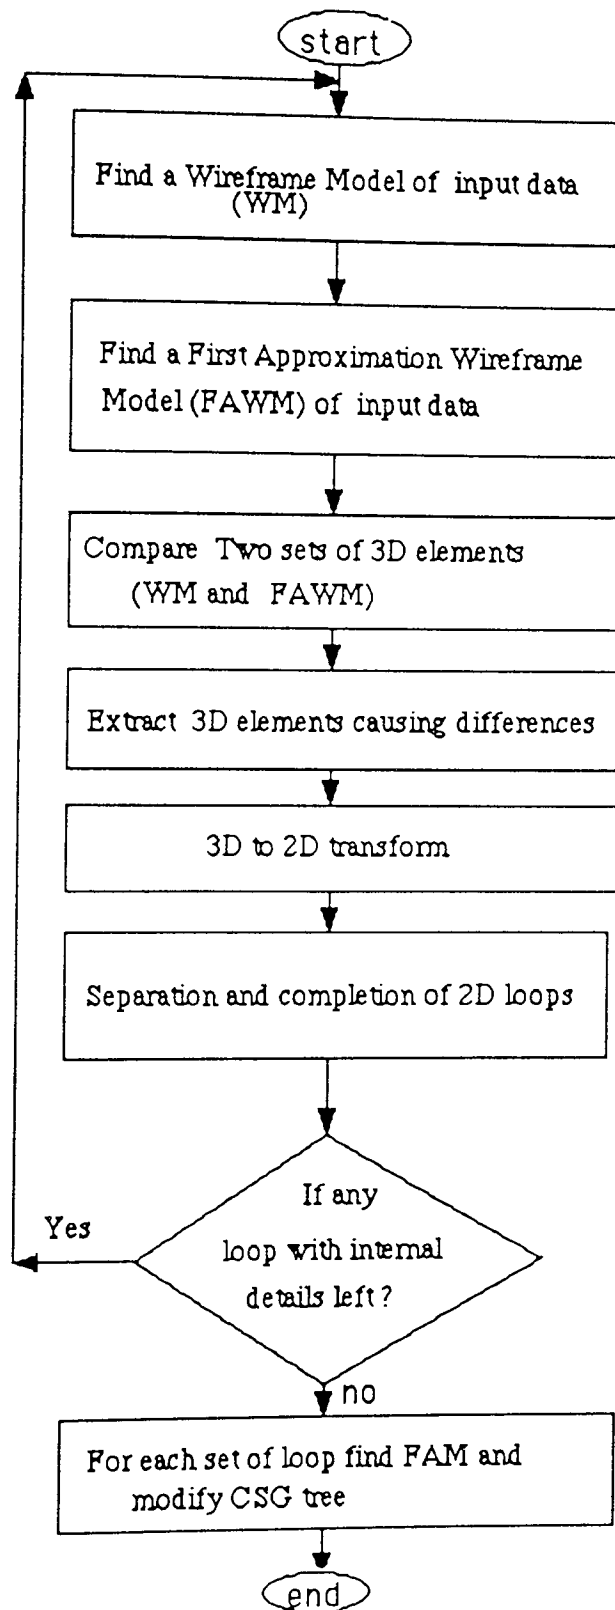 start
Find a Wireframe Model of input data
(WM)
Find a First Approximation Wireframe
Model (FAWM) of input data
Compare Two sets of 3D elements
(WM and FAWM)
Extract 3D elements causing differences
3D to 2D transform
Separation and completion of 2D loops
If any
loop with internal
details left?
Yes
no
For each set of loop find FAM and
modify CSG tree
end